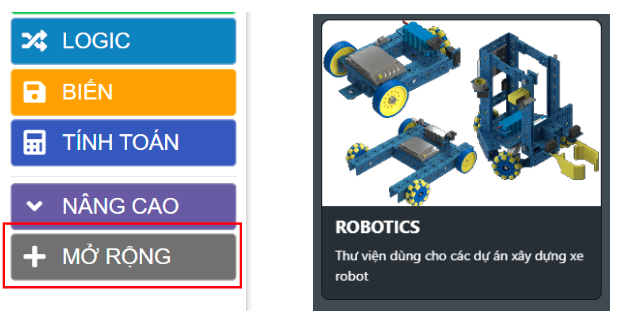 LOGIC
BIẾN
TÍNH TOÁN
NÂNG CAO
MỞ RỘNG
ROBOTICS
Thư viện dùng cho các dự án xây dựng xe
robot